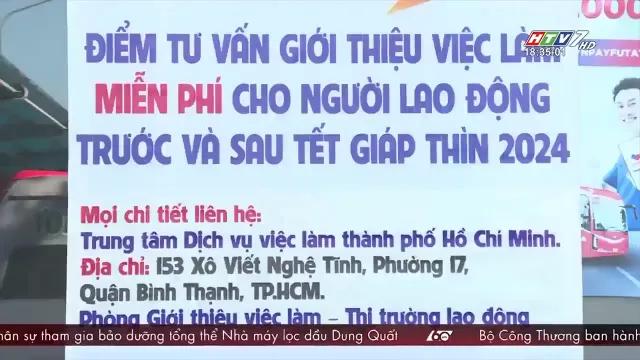 HTV7 HD
18:35:01
ĐIỂM TƯ VẤN GIỚI THIỆU VIỆC LÀM
MIỄN PHÍ CHO NGƯỜI LAO ĐỘNG
TRƯỚC VÀ SAU TẾT GIÁP THÌN 2024
Mọi chi tiết liên hệ:
Trung tâm Dịch vụ việc làm thành phố Hồ Chí Minh.
Địa chỉ: 153 Xô Viết Nghệ Tĩnh, Phường 17,
Quận Bình Thạnh, TP.HCM.
Phòng Giới thiệu việc làm – Thị trường lao động
nhân sự tham gia bảo dưỡng tổng thể Nhà máy lọc dầu Dung Quất 60 Bộ Công Thương ban hành